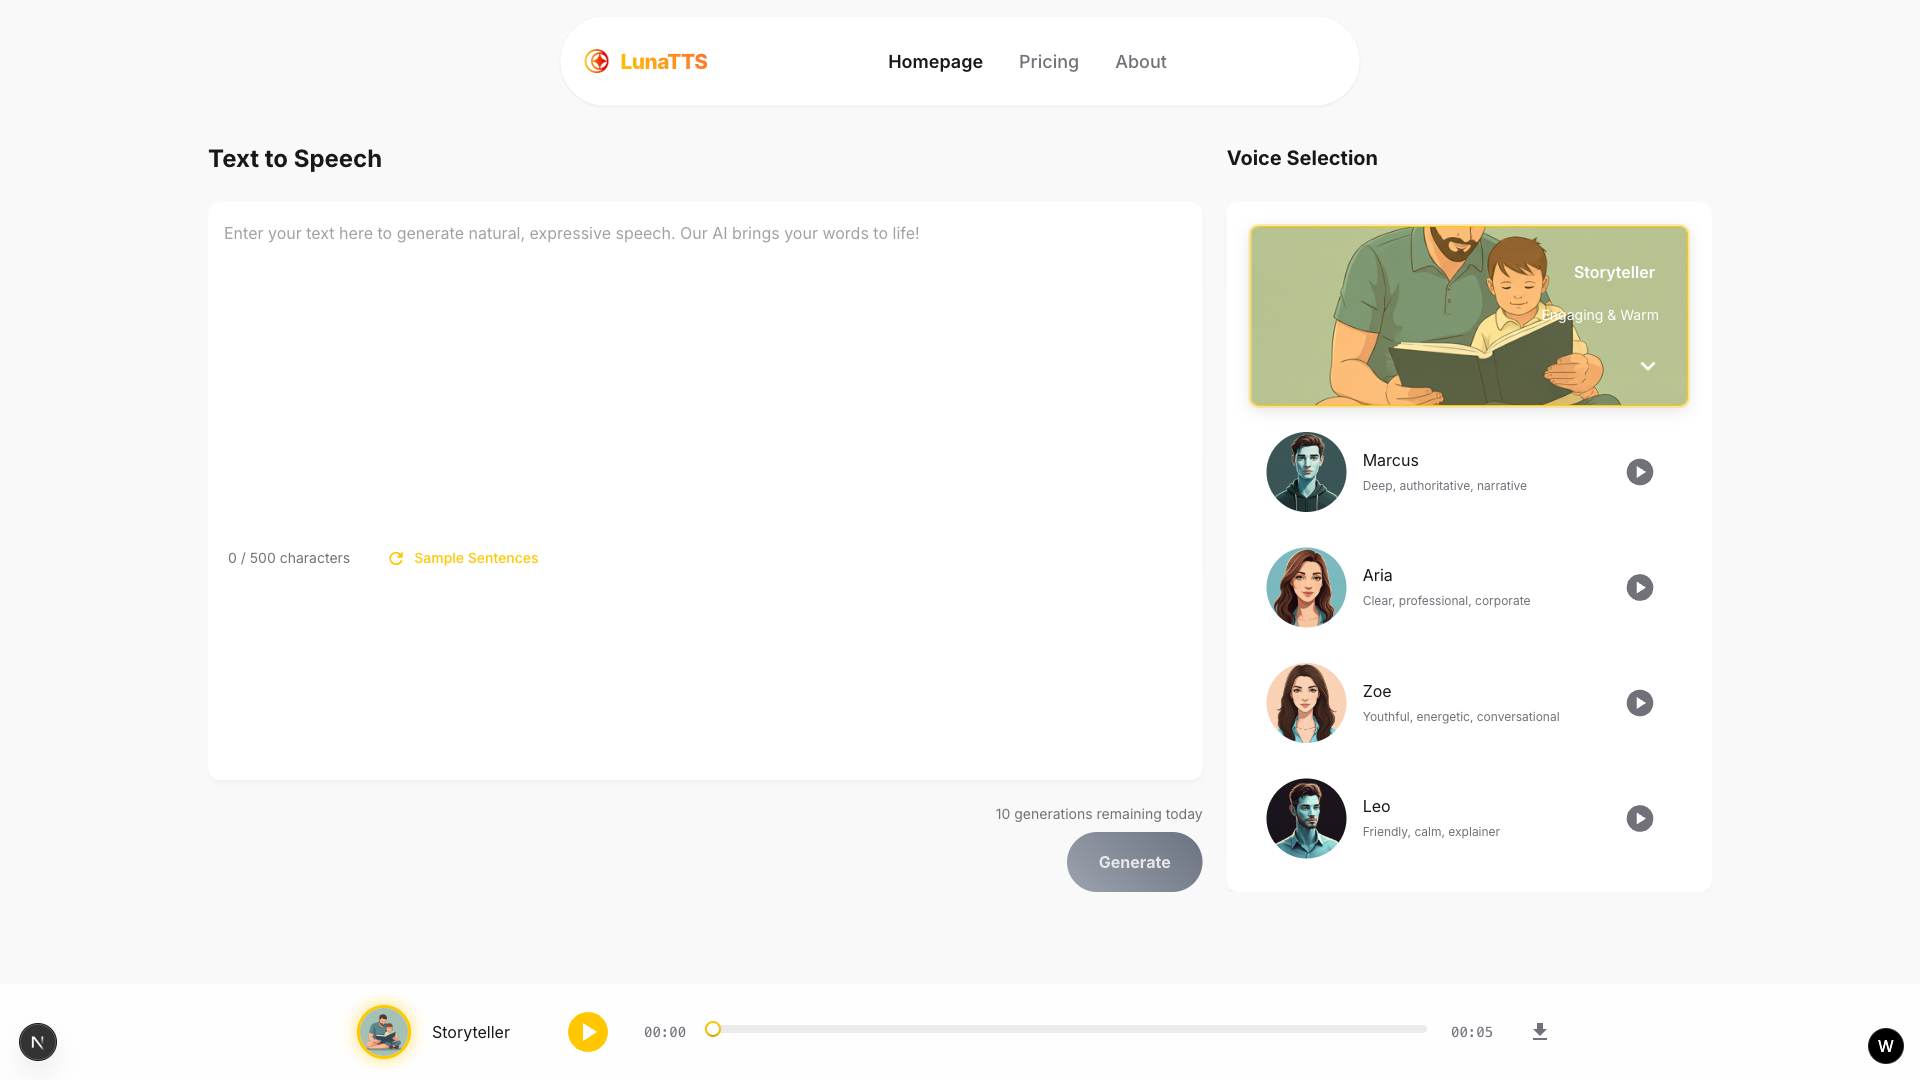 LunaTTS
Homepage
Pricing
About
Text to Speech
Voice Selection
Enter your text here to generate natural, expressive speech. Our AI brings your words to life!
0 / 500 characters
Sample Sentences
10 generations remaining today
Generate
Storyteller
Engaging & Warm
Marcus
Deep, authoritative, narrative
Aria
Clear, professional, corporate
Zoe
Youthful, energetic, conversational
Leo
Friendly, calm, explainer
N
Storyteller
00:00
00:05
W